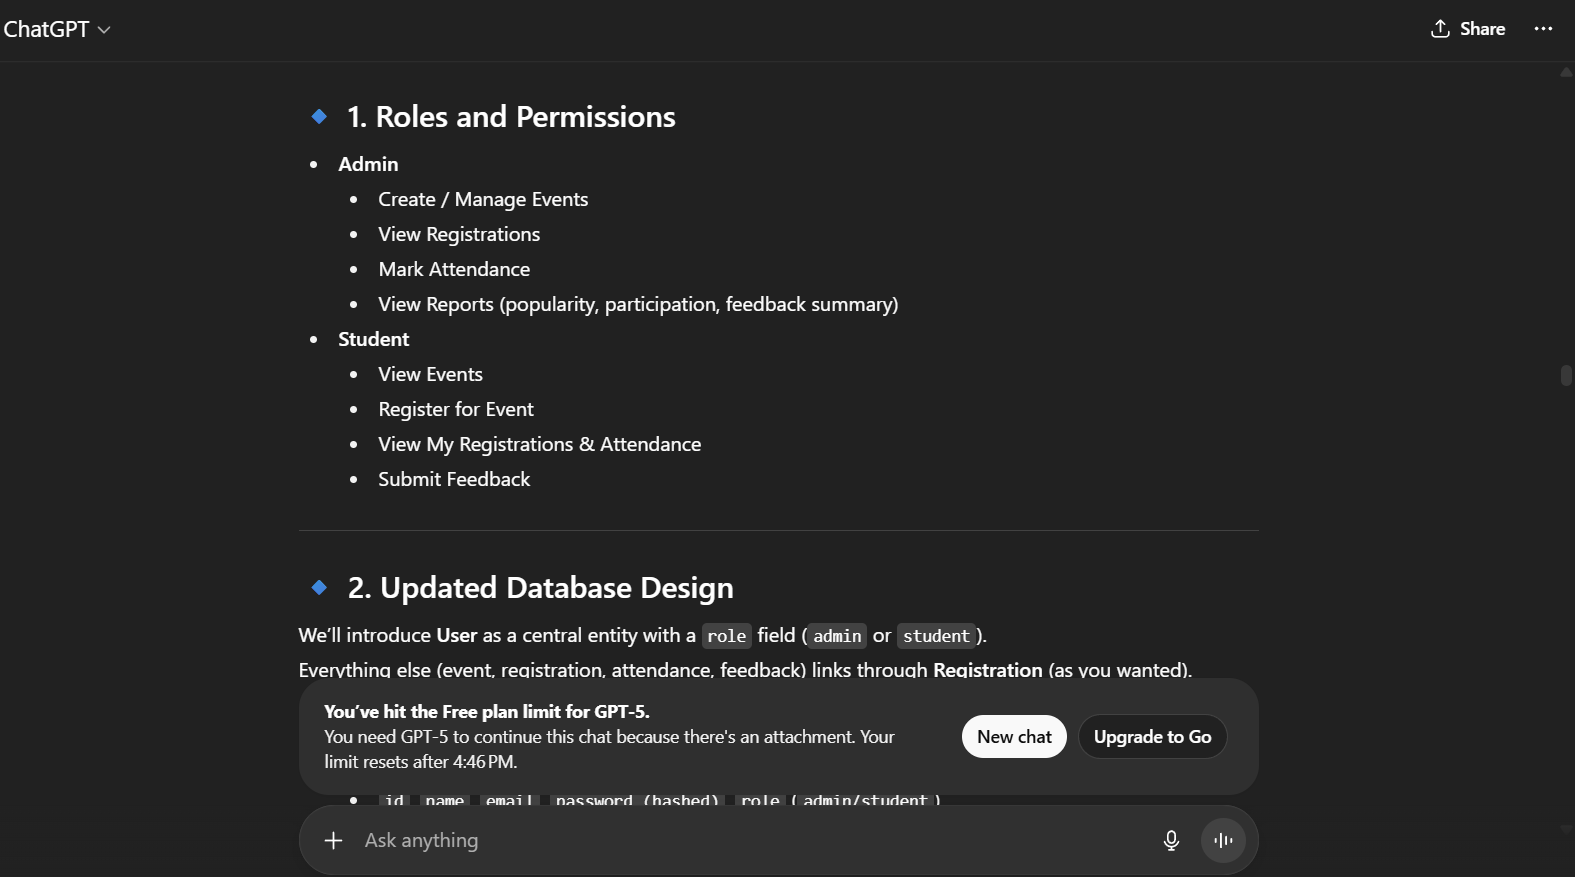 ChatGPT
Share
1. Roles and Permissions
Admin
Create / Manage Events
View Registrations
Mark Attendance
View Reports (popularity, participation, feedback summary)
Student
View Events
Register for Event
View My Registrations & Attendance
Submit Feedback
2. Updated Database Design
We’ll introduce User as a central entity with a role field (admin or student).
Everything else (event, registration, attendance, feedback) links through Registration (as you wanted).
You’ve hit the Free plan limit for GPT-5.
You need GPT-5 to continue this chat because there's an attachment. Your
limit resets after 4:46 PM.
New chat
Upgrade to Go
id name email password (hashed) role (admin/student)
Ask anything